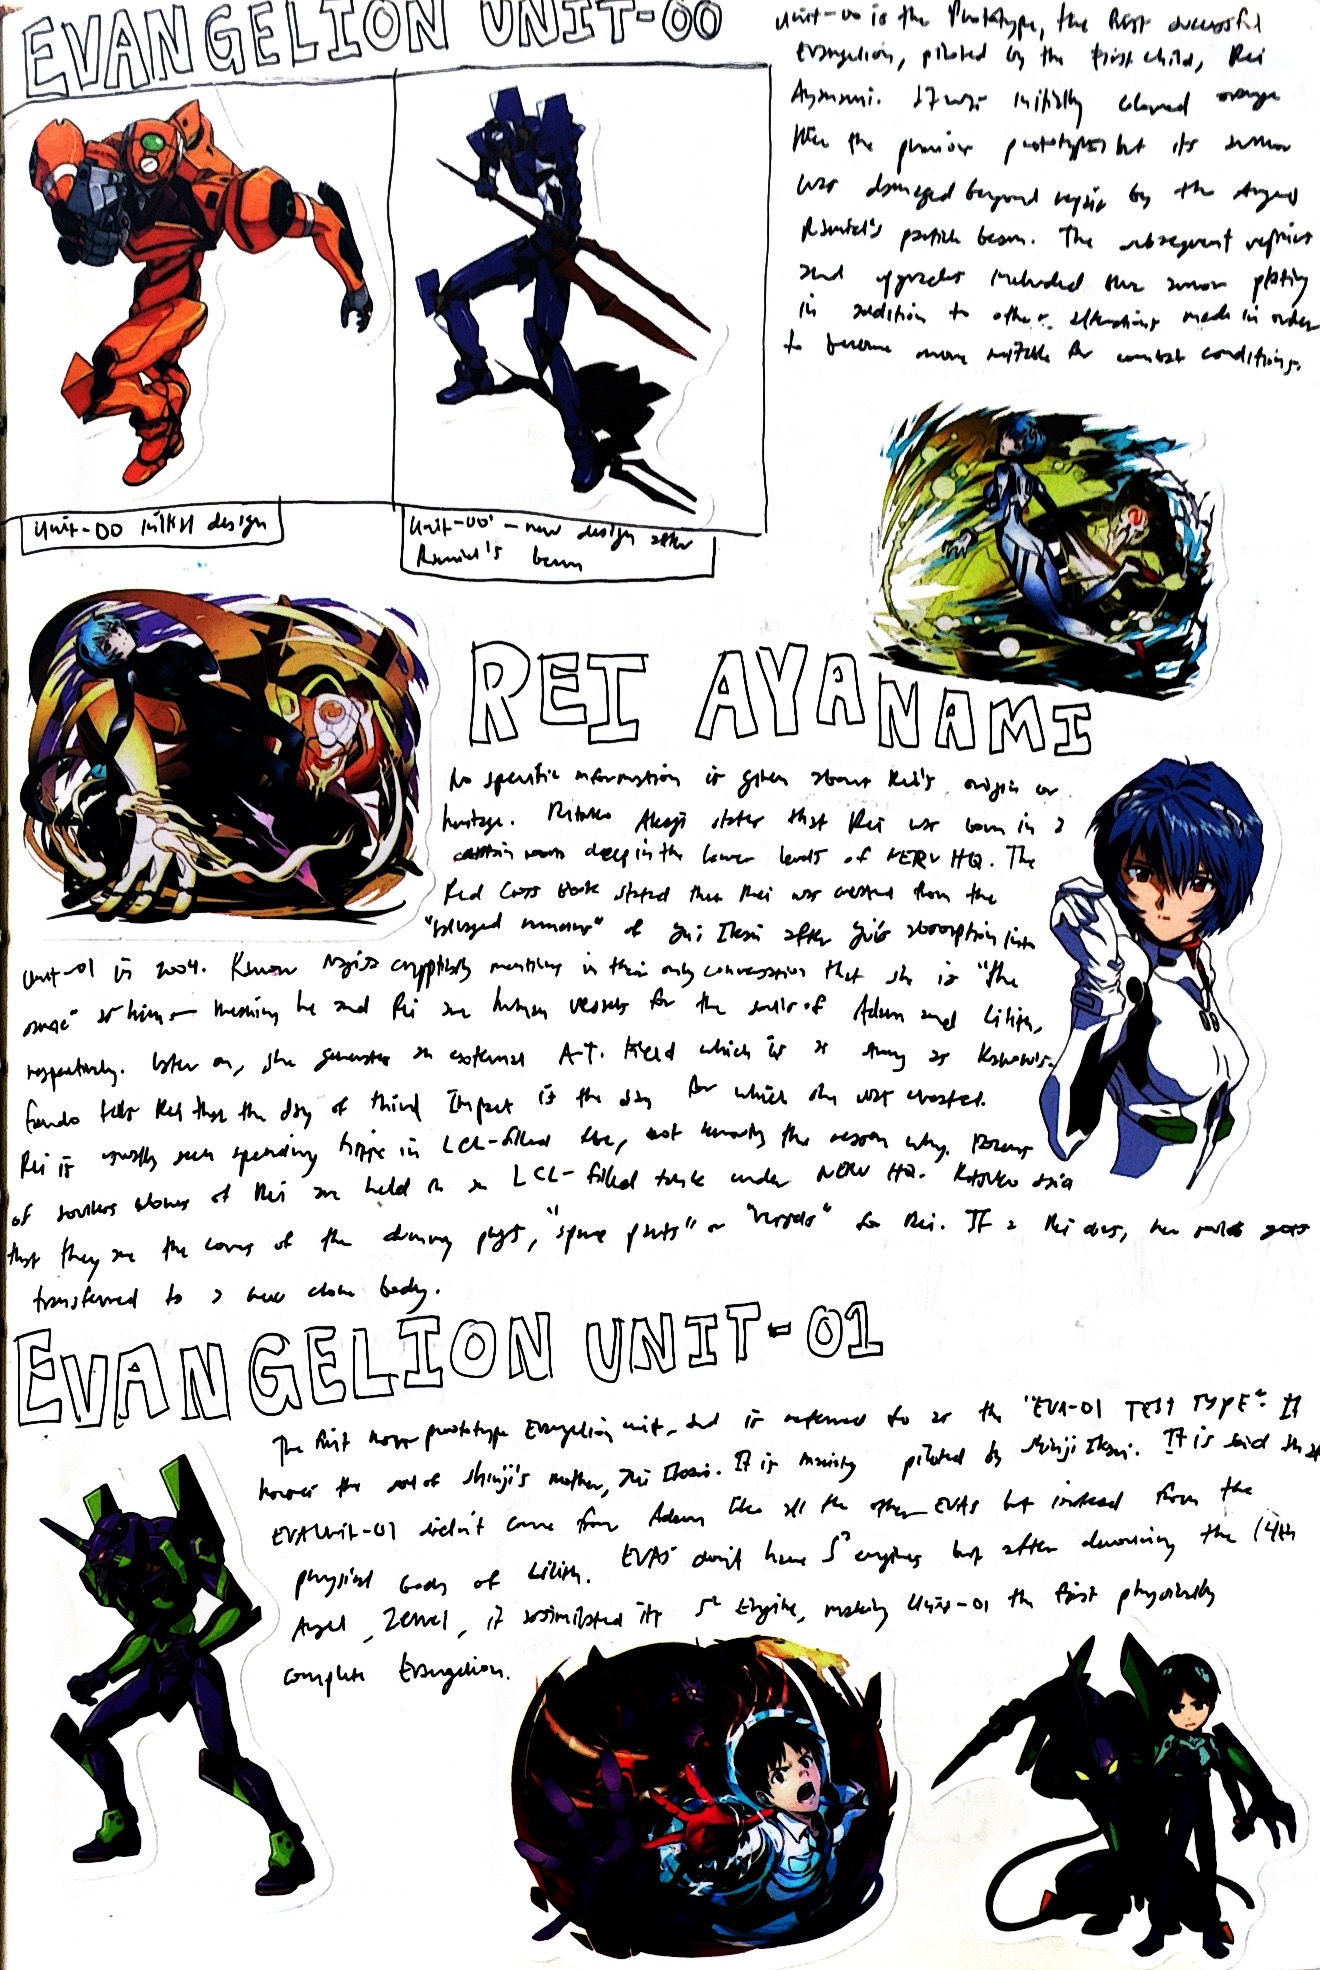 EVANGELION UNIT-00
Unit-00 is the Prototype, the first successful
Evangelion, piloted by the First Child, Rei
Ayanami. It was initially colored orange
like the previous prototypes but its armor
was damaged beyond repair by the Angel
Ramiel's particle beam. The subsequent repairs
and upgrades included the armor plating
in addition to other alterations made in order
to become more suitable for combat conditions.
Unit-00 initial design
Unit-00' - new design after
Ramiel's beam
REI AYANAMI
No specific information is given about Rei's origin or
heritage. Ritsuko Akagi states that Rei was born in a
certain room deep in the lower levels of NERV HQ. The
Red Cross Book stated that Rei was created from the
"salvaged remains" of Yui Ikari after Yui's absorption into
Unit-01 in 2004. Kaworu Nagisa cryptically mentions in their only conversation that she is "the
same" as him - meaning he and Rei are human vessels for the souls of Adam and Lilith,
respectively. Later on, she generates an external A.T. Field which is as strong as Kaworu's.
Gendo tells Rei that the day of Third Impact is the day for which she was created.
Rei is usually seen spending time in LCL-filled tube, not knowing the reason why. Dozens
of soulless clones of Rei are held in an LCL-filled tank under NERV HQ. Ritsuko said
that they are the cores of the dummy plugs, "spare parts" or "vessels" for Rei. If a Rei dies, her soul gets
transferred to a new clone body.
EVANGELION UNIT-01
The first non-prototype Evangelion unit, and is referred to as the "EVA-01 TEST TYPE". It
houses the soul of Shinji's mother, Yui Ikari. It is mainly piloted by Shinji Ikari. It is said that
EVA Unit-01 didn't come from Adam like all the other EVAs but instead from the
physical body of Lilith. EVAs don't have S² engines but after devouring the 14th
Angel, Zeruel, it assimilated its S² Engine, making Unit-01 the first physically
complete Evangelion.